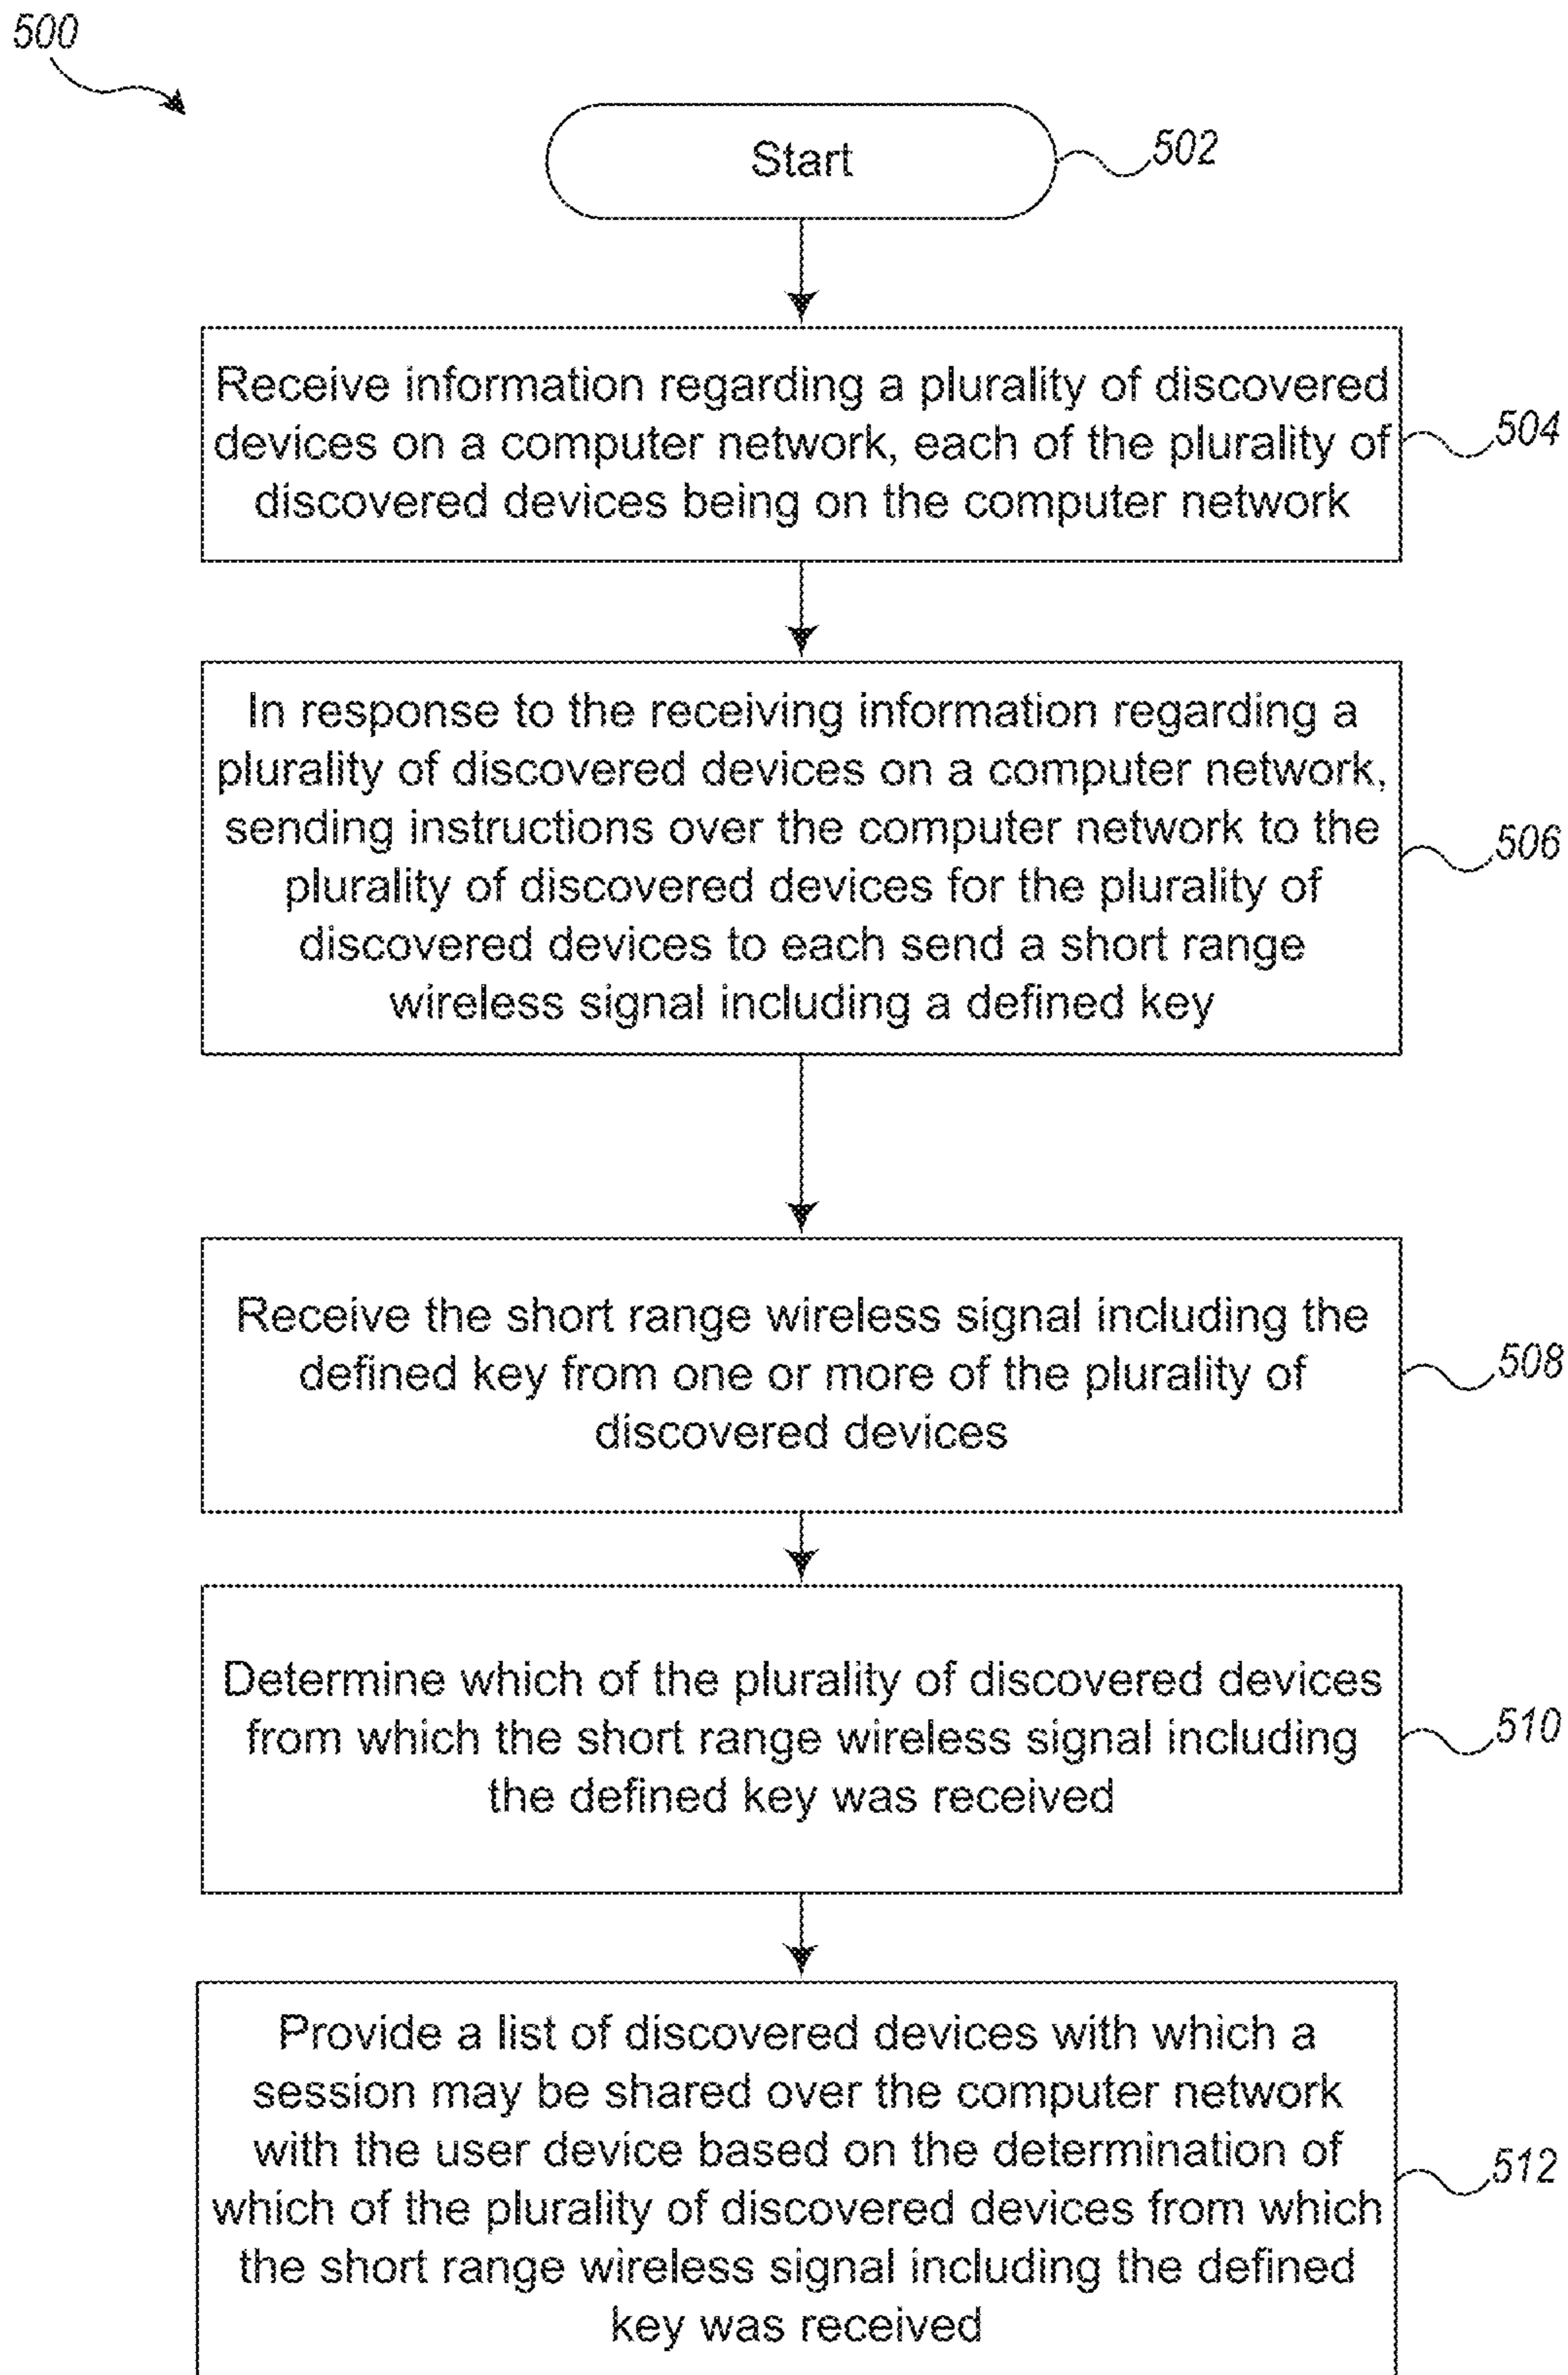 500
Start
502
Receive information regarding a plurality of discovered
devices on a computer network, each of the plurality of
discovered devices being on the computer network
504
In response to the receiving information regarding a
plurality of discovered devices on a computer network,
sending instructions over the computer network to the
plurality of discovered devices for the plurality of
discovered devices to each send a short range
wireless signal including a defined key
506
Receive the short range wireless signal including the
defined key from one or more of the plurality of
discovered devices
508
Determine which of the plurality of discovered devices
from which the short range wireless signal including
the defined key was received
510
Provide a list of discovered devices with which a
session may be shared over the computer network
with the user device based on the determination of
which of the plurality of discovered devices from which
the short range wireless signal including the defined
key was received
512